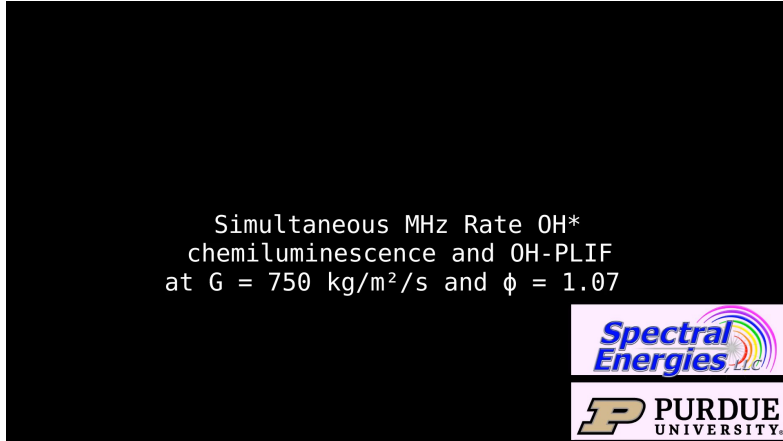 Simultaneous MHz Rate OH*
chemiluminescence and OH-PLIF
at G = 750 kg/m²/s and ϕ = 1.07
Spectral
Energies, LLC
PURDUE
UNIVERSITY®